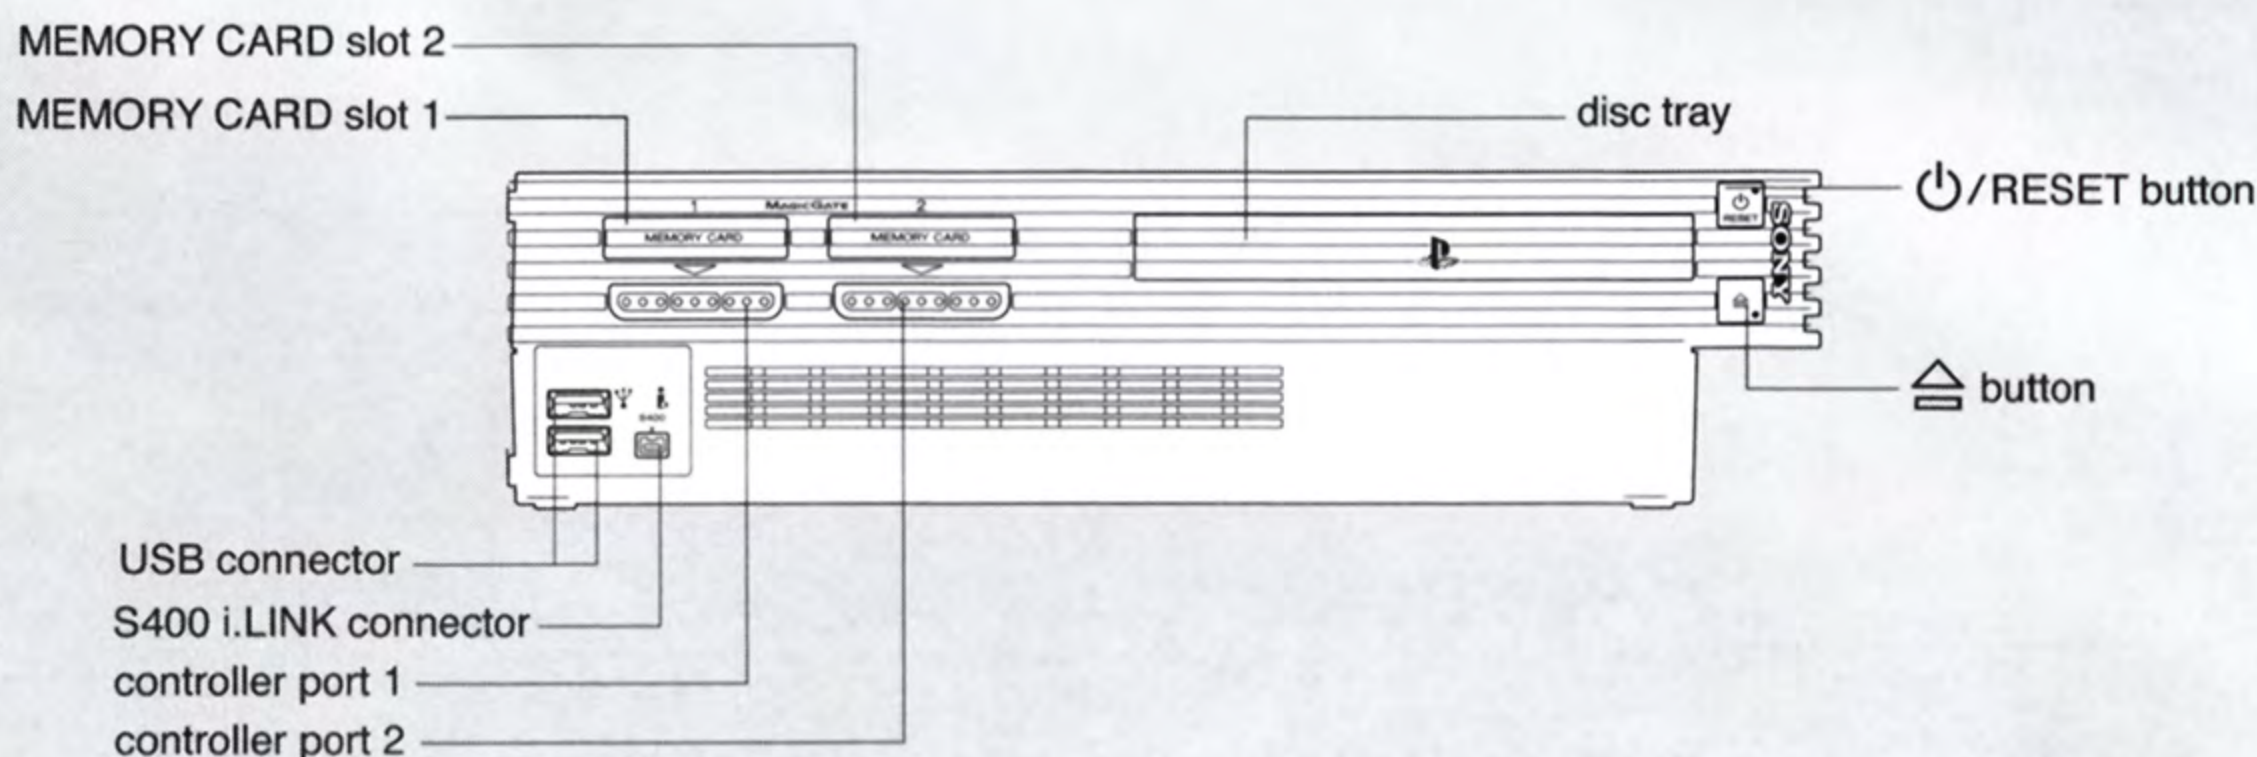 MEMORY CARD slot 2
MEMORY CARD slot 1
disc tray
/RESET button
1 MAGICGATE 2
MEMORY CARD MEMORY CARD
RESET
SONY
button
S400
USB connector
S400 i.LINK connector
controller port 1
controller port 2